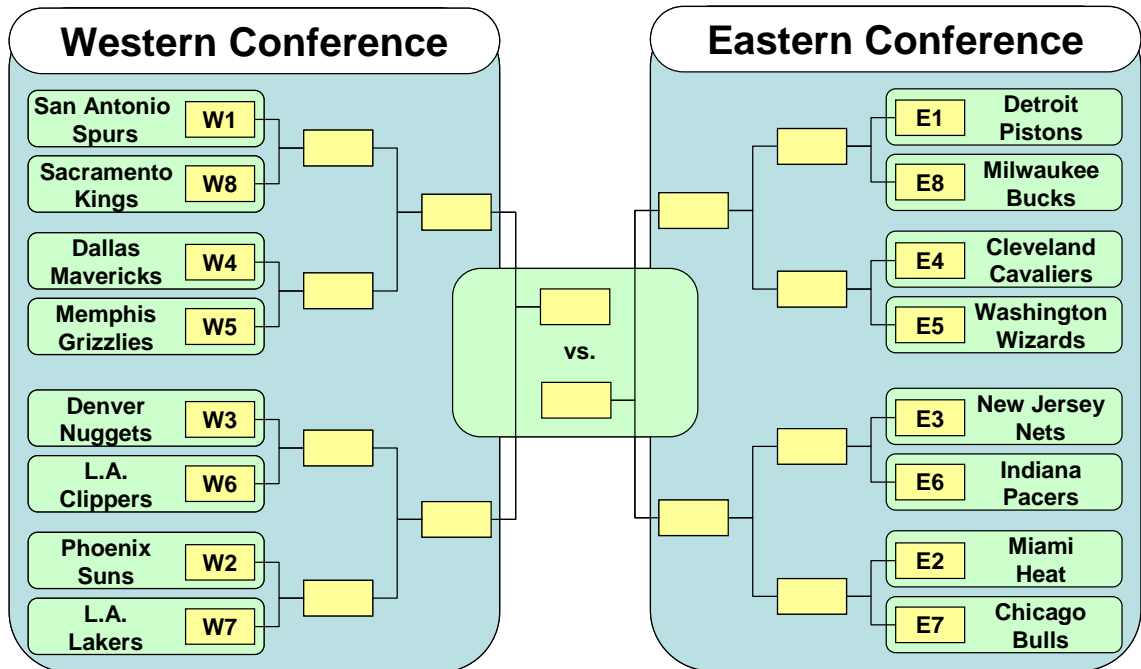 Western Conference
San Antonio
Spurs
W1
Sacramento
Kings
W8
Dallas
Mavericks
W4
Memphis
Grizzlies
W5
Denver
Nuggets
W3
L.A.
Clippers
W6
Phoenix
Suns
W2
L.A.
Lakers
W7
vs.
Eastern Conference
E1
Detroit
Pistons
E8
Milwaukee
Bucks
E4
Cleveland
Cavaliers
E5
Washington
Wizards
E3
New Jersey
Nets
E6
Indiana
Pacers
E2
Miami
Heat
E7
Chicago
Bulls